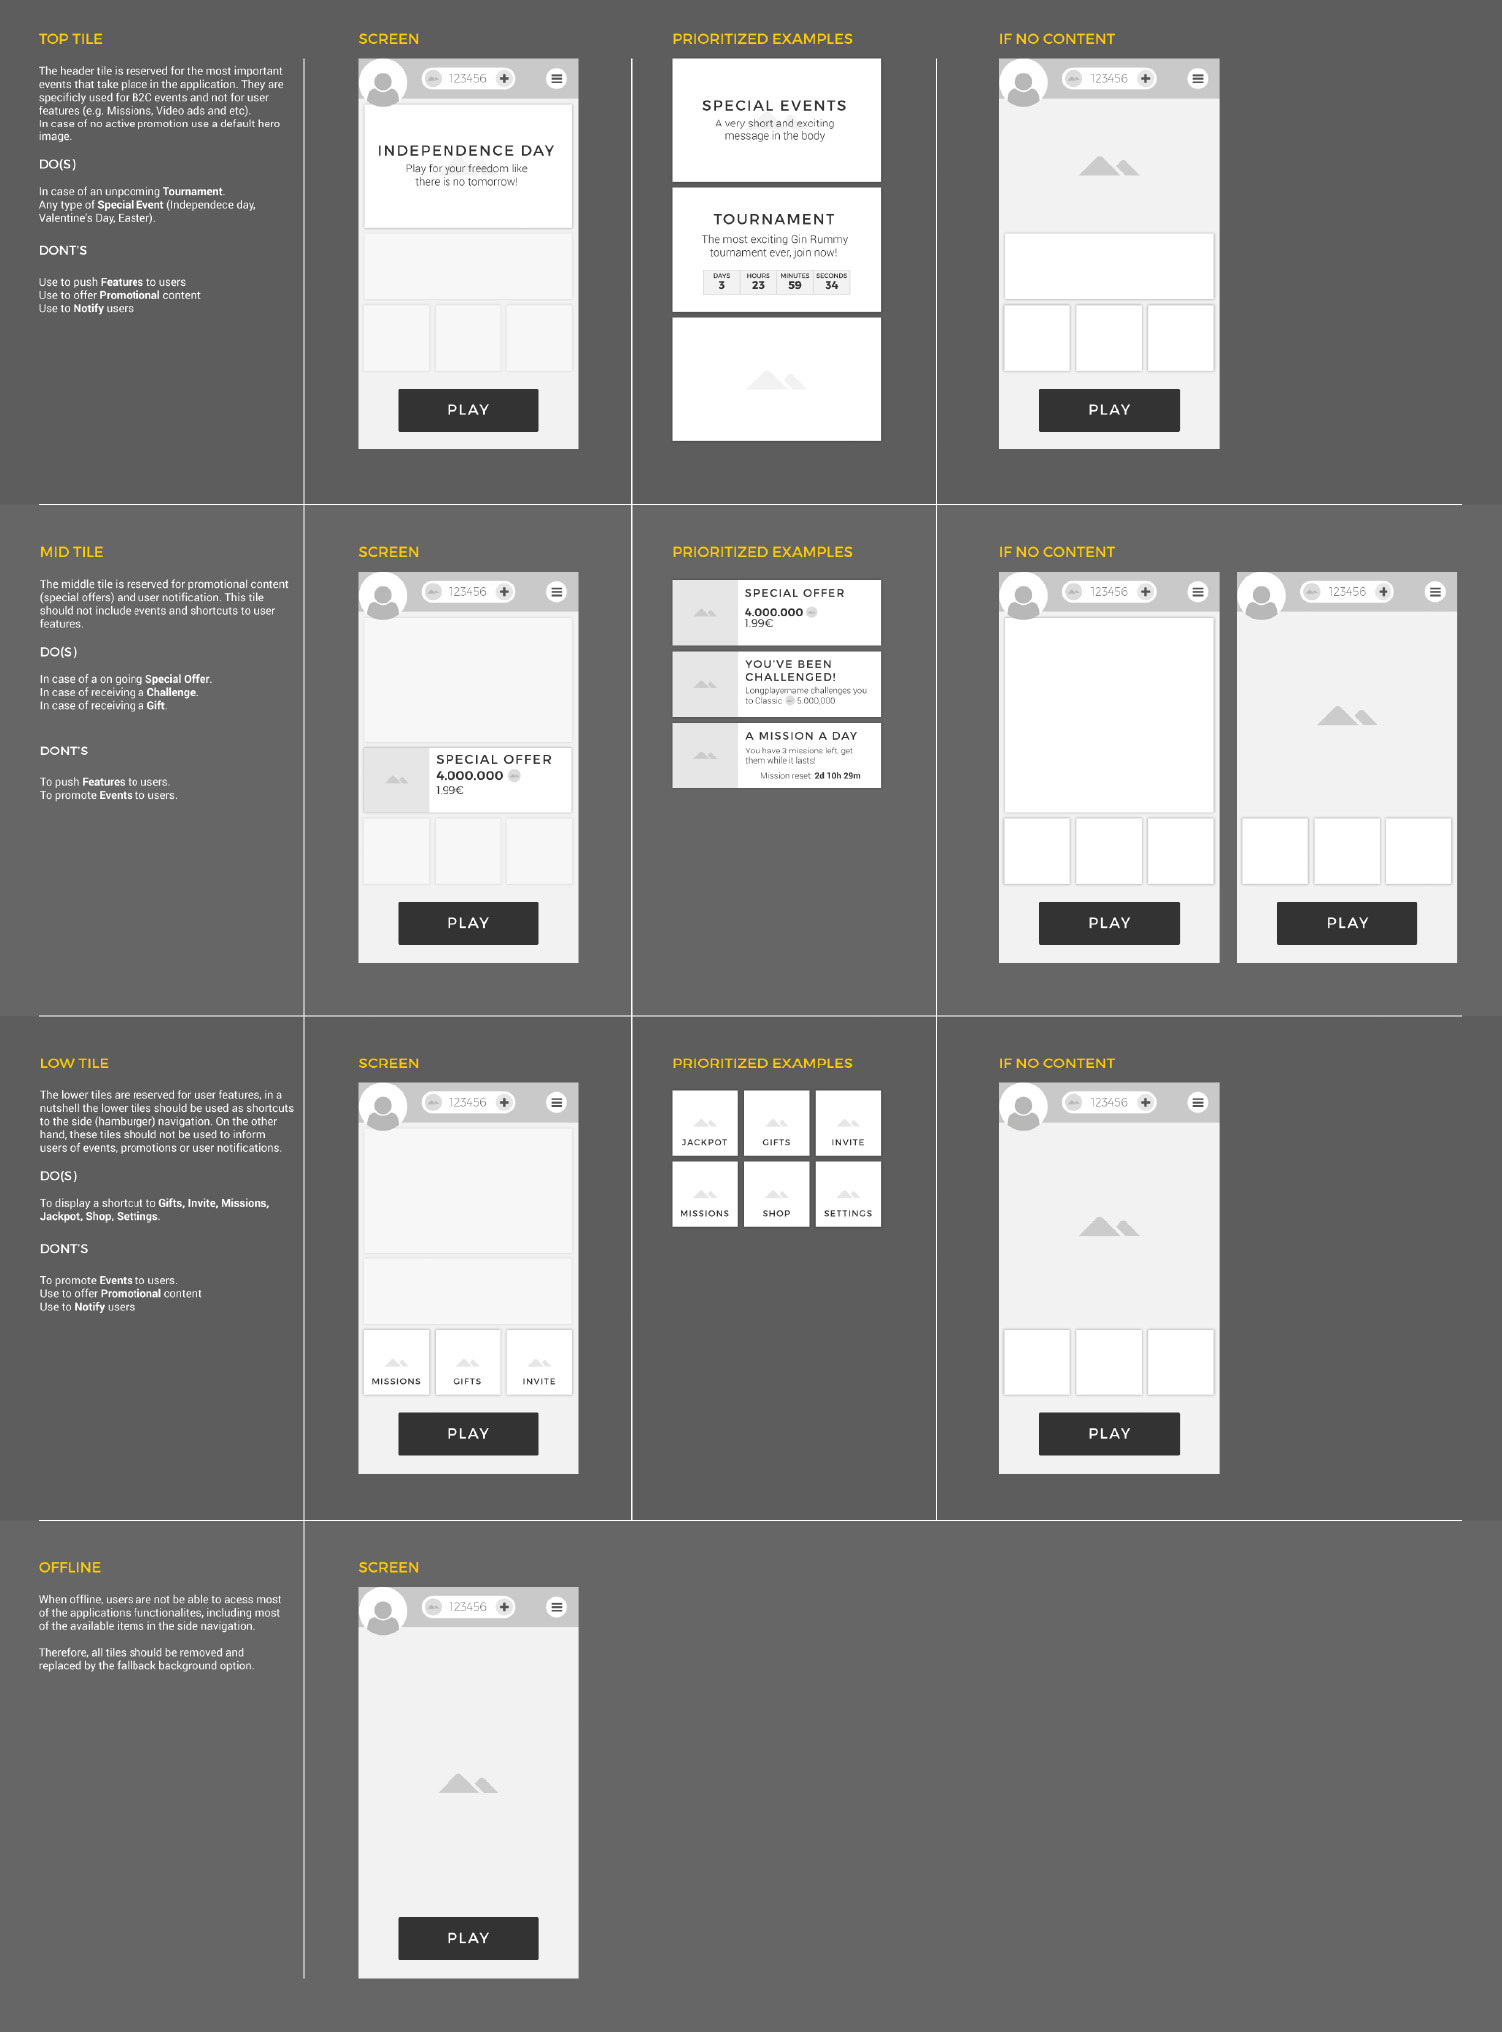 TOP TILE
The header tile is reserved for the most important
events that take place in the application. They are
specificly used for B2C events and not for user
features (e.g. Missions, Video ads and etc).
In case of no active promotion use a default hero
image.
DO(S)
In case of an unpcoming Tournament.
Any type of Special Event (Independece day,
Valentine's Day, Easter).
DONT'S
Use to push Features to users
Use to offer Promotional content
Use to Notify users
SCREEN
123456
INDEPENDENCE DAY
Play for your freedom like
there is no tomorrow!
PLAY
PRIORITIZED EXAMPLES
SPECIAL EVENTS
A very short and exciting
message in the body
TOURNAMENT
The most exciting Gin Rummy
tournament ever, join now!
DAYS HOURS MINUTES SECONDS
3 23 59 34
IF NO CONTENT
123456
PLAY
MID TILE
The middle tile is reserved for promotional content
(special offers) and user notification. This tile
should not include events and shortcuts to user
features.
DO(S)
In case of a on going Special Offer.
In case of receiving a Challenge.
In case of receiving a Gift.
DONT'S
To push Features to users.
To promote Events to users.
SCREEN
123456
SPECIAL OFFER
4.000.000
1.99€
PLAY
PRIORITIZED EXAMPLES
SPECIAL OFFER
4.000.000
1.99€
YOU'VE BEEN
CHALLENGED!
Longplayername challenges you
to Classic 5.000,000
A MISSION A DAY
You have 3 missions left, get
them while it lasts!
Mission reset: 2d 10h 29m
IF NO CONTENT
123456
PLAY
123456
PLAY
LOW TILE
The lower tiles are reserved for user features, in a
nutshell the lower tiles should be used as shortcuts
to the side (hamburger) navigation. On the other
hand, these tiles should not be used to inform
users of events, promotions or user notifications.
DO(S)
To display a shortcut to Gifts, Invite, Missions,
Jackpot, Shop, Settings.
DONT'S
To promote Events to users.
Use to offer Promotional content
Use to Notify users
SCREEN
123456
MISSIONS GIFTS INVITE
PLAY
PRIORITIZED EXAMPLES
JACKPOT GIFTS INVITE
MISSIONS SHOP SETTINGS
IF NO CONTENT
123456
PLAY
OFFLINE
When offline, users are not be able to acess most
of the applications functionalites, including most
of the available items in the side navigation.
Therefore, all tiles should be removed and
replaced by the fallback background option.
SCREEN
123456
PLAY